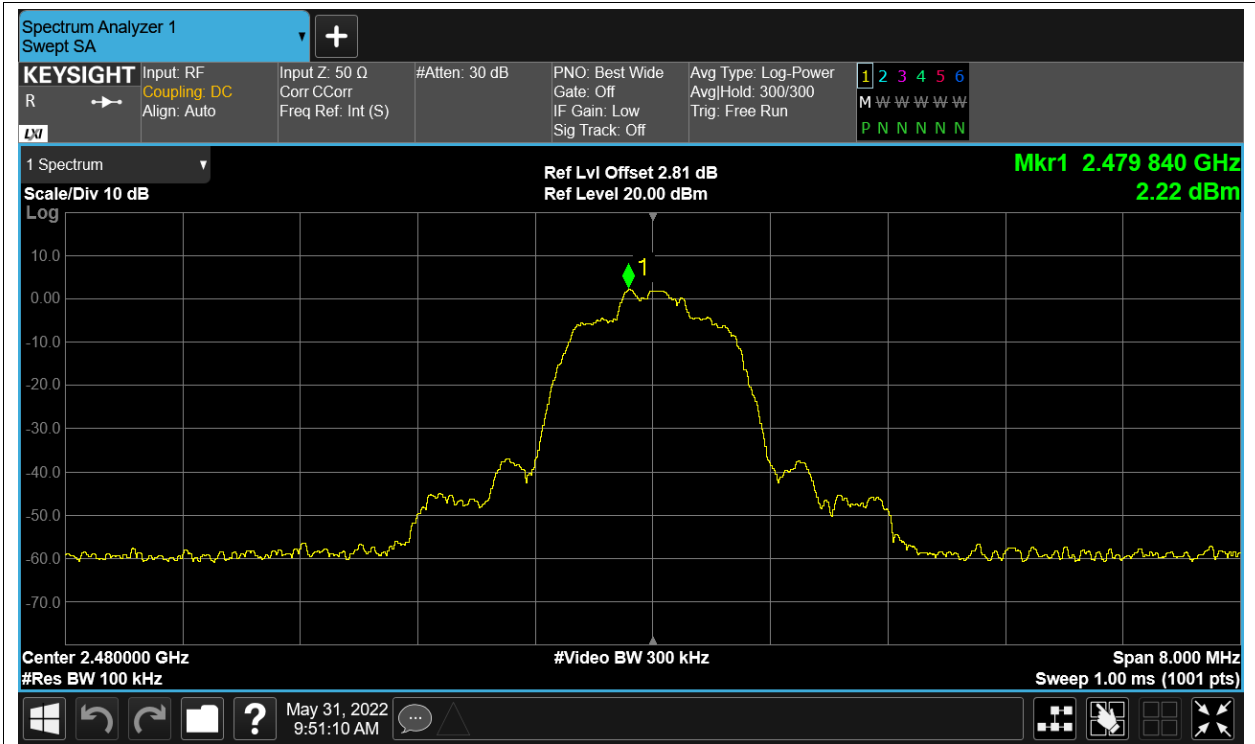 Spectrum Analyzer 1
Swept SA
KEYSIGHT
R
LXI
Input: RF
Coupling: DC
Align: Auto
Input Z: 50 Ω
Corr CCorr
Freq Ref: Int (S)
#Atten: 30 dB
PNO: Best Wide
Gate: Off
IF Gain: Low
Sig Track: Off
Avg Type: Log-Power
Avg|Hold: 300/300
Trig: Free Run
1 2 3 4 5 6
M W W W W W
P N N N N N
1 Spectrum
Scale/Div 10 dB
Log
Ref Lvl Offset 2.81 dB
Ref Level 20.00 dBm
Mkr1 2.479 840 GHz
2.22 dBm
10.0
1
0.00
-10.0
-20.0
-30.0
-40.0
-50.0
-60.0
-70.0
Center 2.480000 GHz
#Res BW 100 kHz
#Video BW 300 kHz
Span 8.000 MHz
Sweep 1.00 ms (1001 pts)
?
May 31, 2022
9:51:10 AM